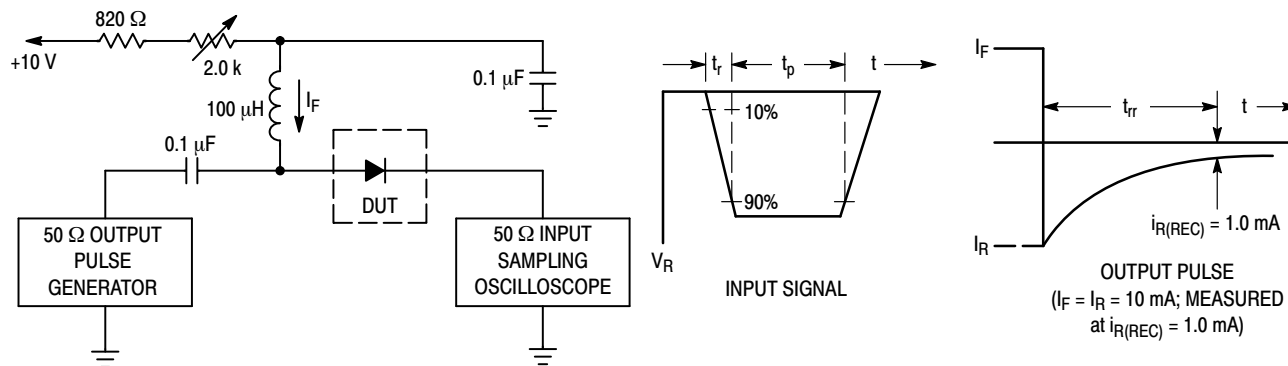 820 Ω
+10 V
2.0 k
100 μH
I_F
0.1 μF
0.1 μF
DUT
50 Ω OUTPUT
PULSE
GENERATOR
50 Ω INPUT
SAMPLING
OSCILLOSCOPE
t_r
t_p
t
10%
90%
V_R
INPUT SIGNAL
I_F
t_rr
t
I_R
i_R(REC) = 1.0 mA
OUTPUT PULSE
(I_F = I_R = 10 mA; MEASURED
at i_R(REC) = 1.0 mA)